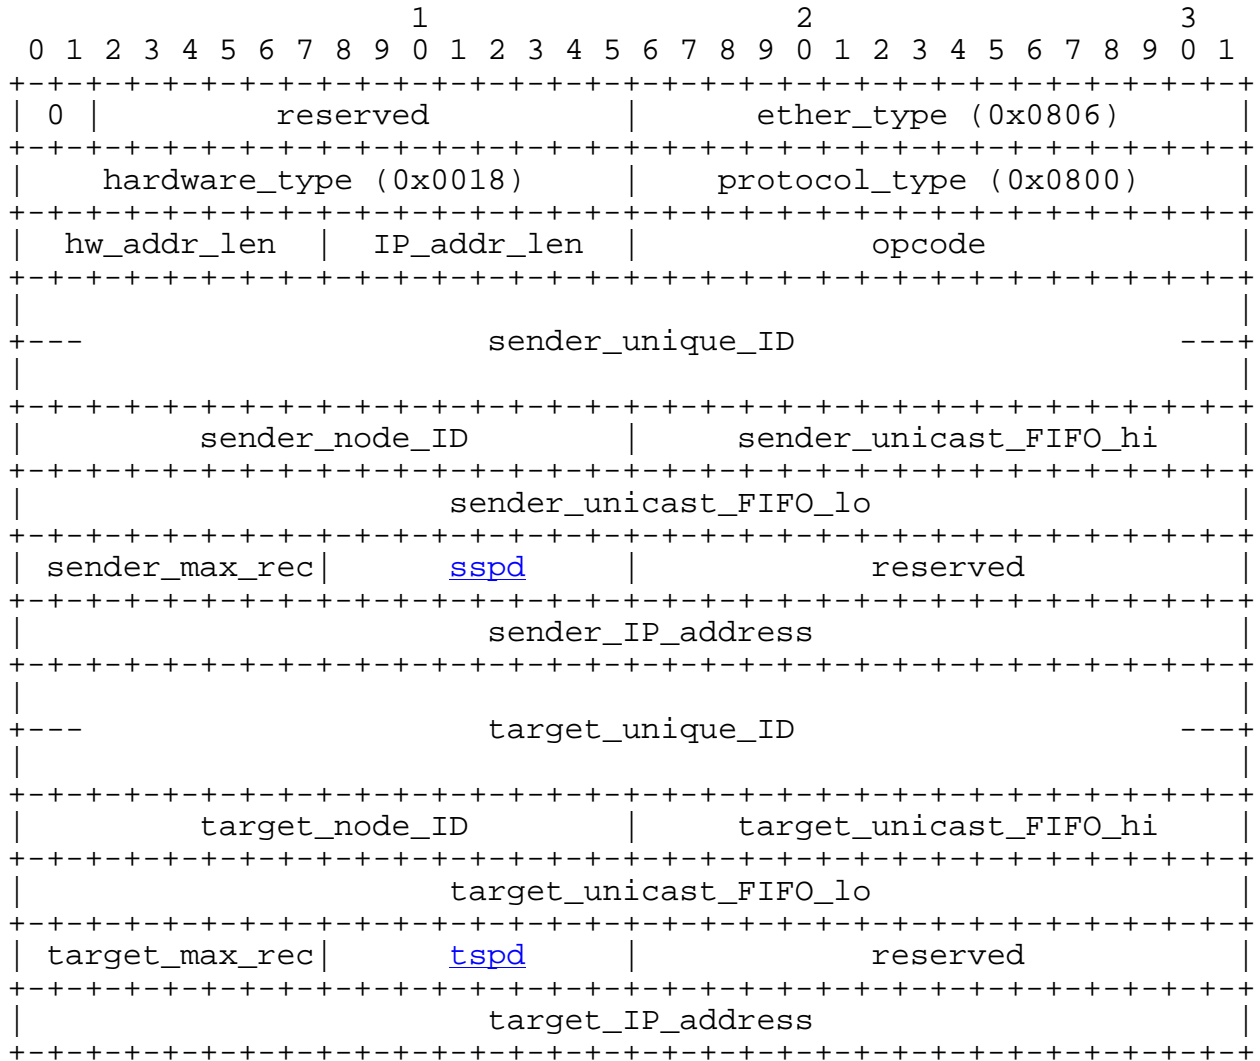 1                   2                   3
 0 1 2 3 4 5 6 7 8 9 0 1 2 3 4 5 6 7 8 9 0 1 2 3 4 5 6 7 8 9 0 1
+-+-+-+-+-+-+-+-+-+-+-+-+-+-+-+-+-+-+-+-+-+-+-+-+-+-+-+-+-+-+-+-+
| 0 |         reserved          |      ether_type (0x0806)      |
+-+-+-+-+-+-+-+-+-+-+-+-+-+-+-+-+-+-+-+-+-+-+-+-+-+-+-+-+-+-+-+-+
|    hardware_type (0x0018)     |    protocol_type (0x0800)     |
+-+-+-+-+-+-+-+-+-+-+-+-+-+-+-+-+-+-+-+-+-+-+-+-+-+-+-+-+-+-+-+-+
|  hw_addr_len  |  IP_addr_len  |            opcode             |
+-+-+-+-+-+-+-+-+-+-+-+-+-+-+-+-+-+-+-+-+-+-+-+-+-+-+-+-+-+-+-+-+
|                                                               |
+---                     sender_unique_ID                    ---+
|                                                               |
+-+-+-+-+-+-+-+-+-+-+-+-+-+-+-+-+-+-+-+-+-+-+-+-+-+-+-+-+-+-+-+-+
|         sender_node_ID        |     sender_unicast_FIFO_hi    |
+-+-+-+-+-+-+-+-+-+-+-+-+-+-+-+-+-+-+-+-+-+-+-+-+-+-+-+-+-+-+-+-+
|                      sender_unicast_FIFO_lo                   |
+-+-+-+-+-+-+-+-+-+-+-+-+-+-+-+-+-+-+-+-+-+-+-+-+-+-+-+-+-+-+-+-+
| sender_max_rec|      sspd     |            reserved           |
+-+-+-+-+-+-+-+-+-+-+-+-+-+-+-+-+-+-+-+-+-+-+-+-+-+-+-+-+-+-+-+-+
|                        sender_IP_address                      |
+-+-+-+-+-+-+-+-+-+-+-+-+-+-+-+-+-+-+-+-+-+-+-+-+-+-+-+-+-+-+-+-+
|                                                               |
+---                     target_unique_ID                    ---+
|                                                               |
+-+-+-+-+-+-+-+-+-+-+-+-+-+-+-+-+-+-+-+-+-+-+-+-+-+-+-+-+-+-+-+-+
|         target_node_ID        |     target_unicast_FIFO_hi    |
+-+-+-+-+-+-+-+-+-+-+-+-+-+-+-+-+-+-+-+-+-+-+-+-+-+-+-+-+-+-+-+-+
|                      target_unicast_FIFO_lo                   |
+-+-+-+-+-+-+-+-+-+-+-+-+-+-+-+-+-+-+-+-+-+-+-+-+-+-+-+-+-+-+-+-+
| target_max_rec|      tspd     |            reserved           |
+-+-+-+-+-+-+-+-+-+-+-+-+-+-+-+-+-+-+-+-+-+-+-+-+-+-+-+-+-+-+-+-+
|                        target_IP_address                      |
+-+-+-+-+-+-+-+-+-+-+-+-+-+-+-+-+-+-+-+-+-+-+-+-+-+-+-+-+-+-+-+-+